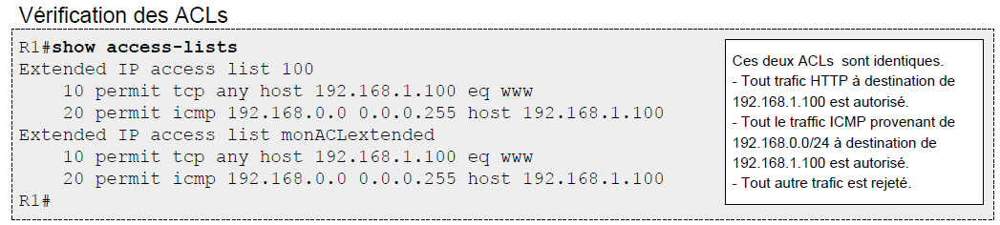 Vérification des ACLs
R1#show access-lists
Extended IP access list 100
10 permit tcp any host 192.168.1.100 eq www
20 permit icmp 192.168.0.0 0.0.0.255 host 192.168.1.100
Extended IP access list monACLextended
10 permit tcp any host 192.168.1.100 eq www
20 permit icmp 192.168.0.0 0.0.0.255 host 192.168.1.100
R1#
Ces deux ACLs sont identiques.
- Tout trafic HTTP à destination de
192.168.1.100 est autorisé.
- Tout le traffic ICMP provenant de
192.168.0.0/24 à destination de
192.168.1.100 est autorisé.
- Tout autre trafic est rejeté.